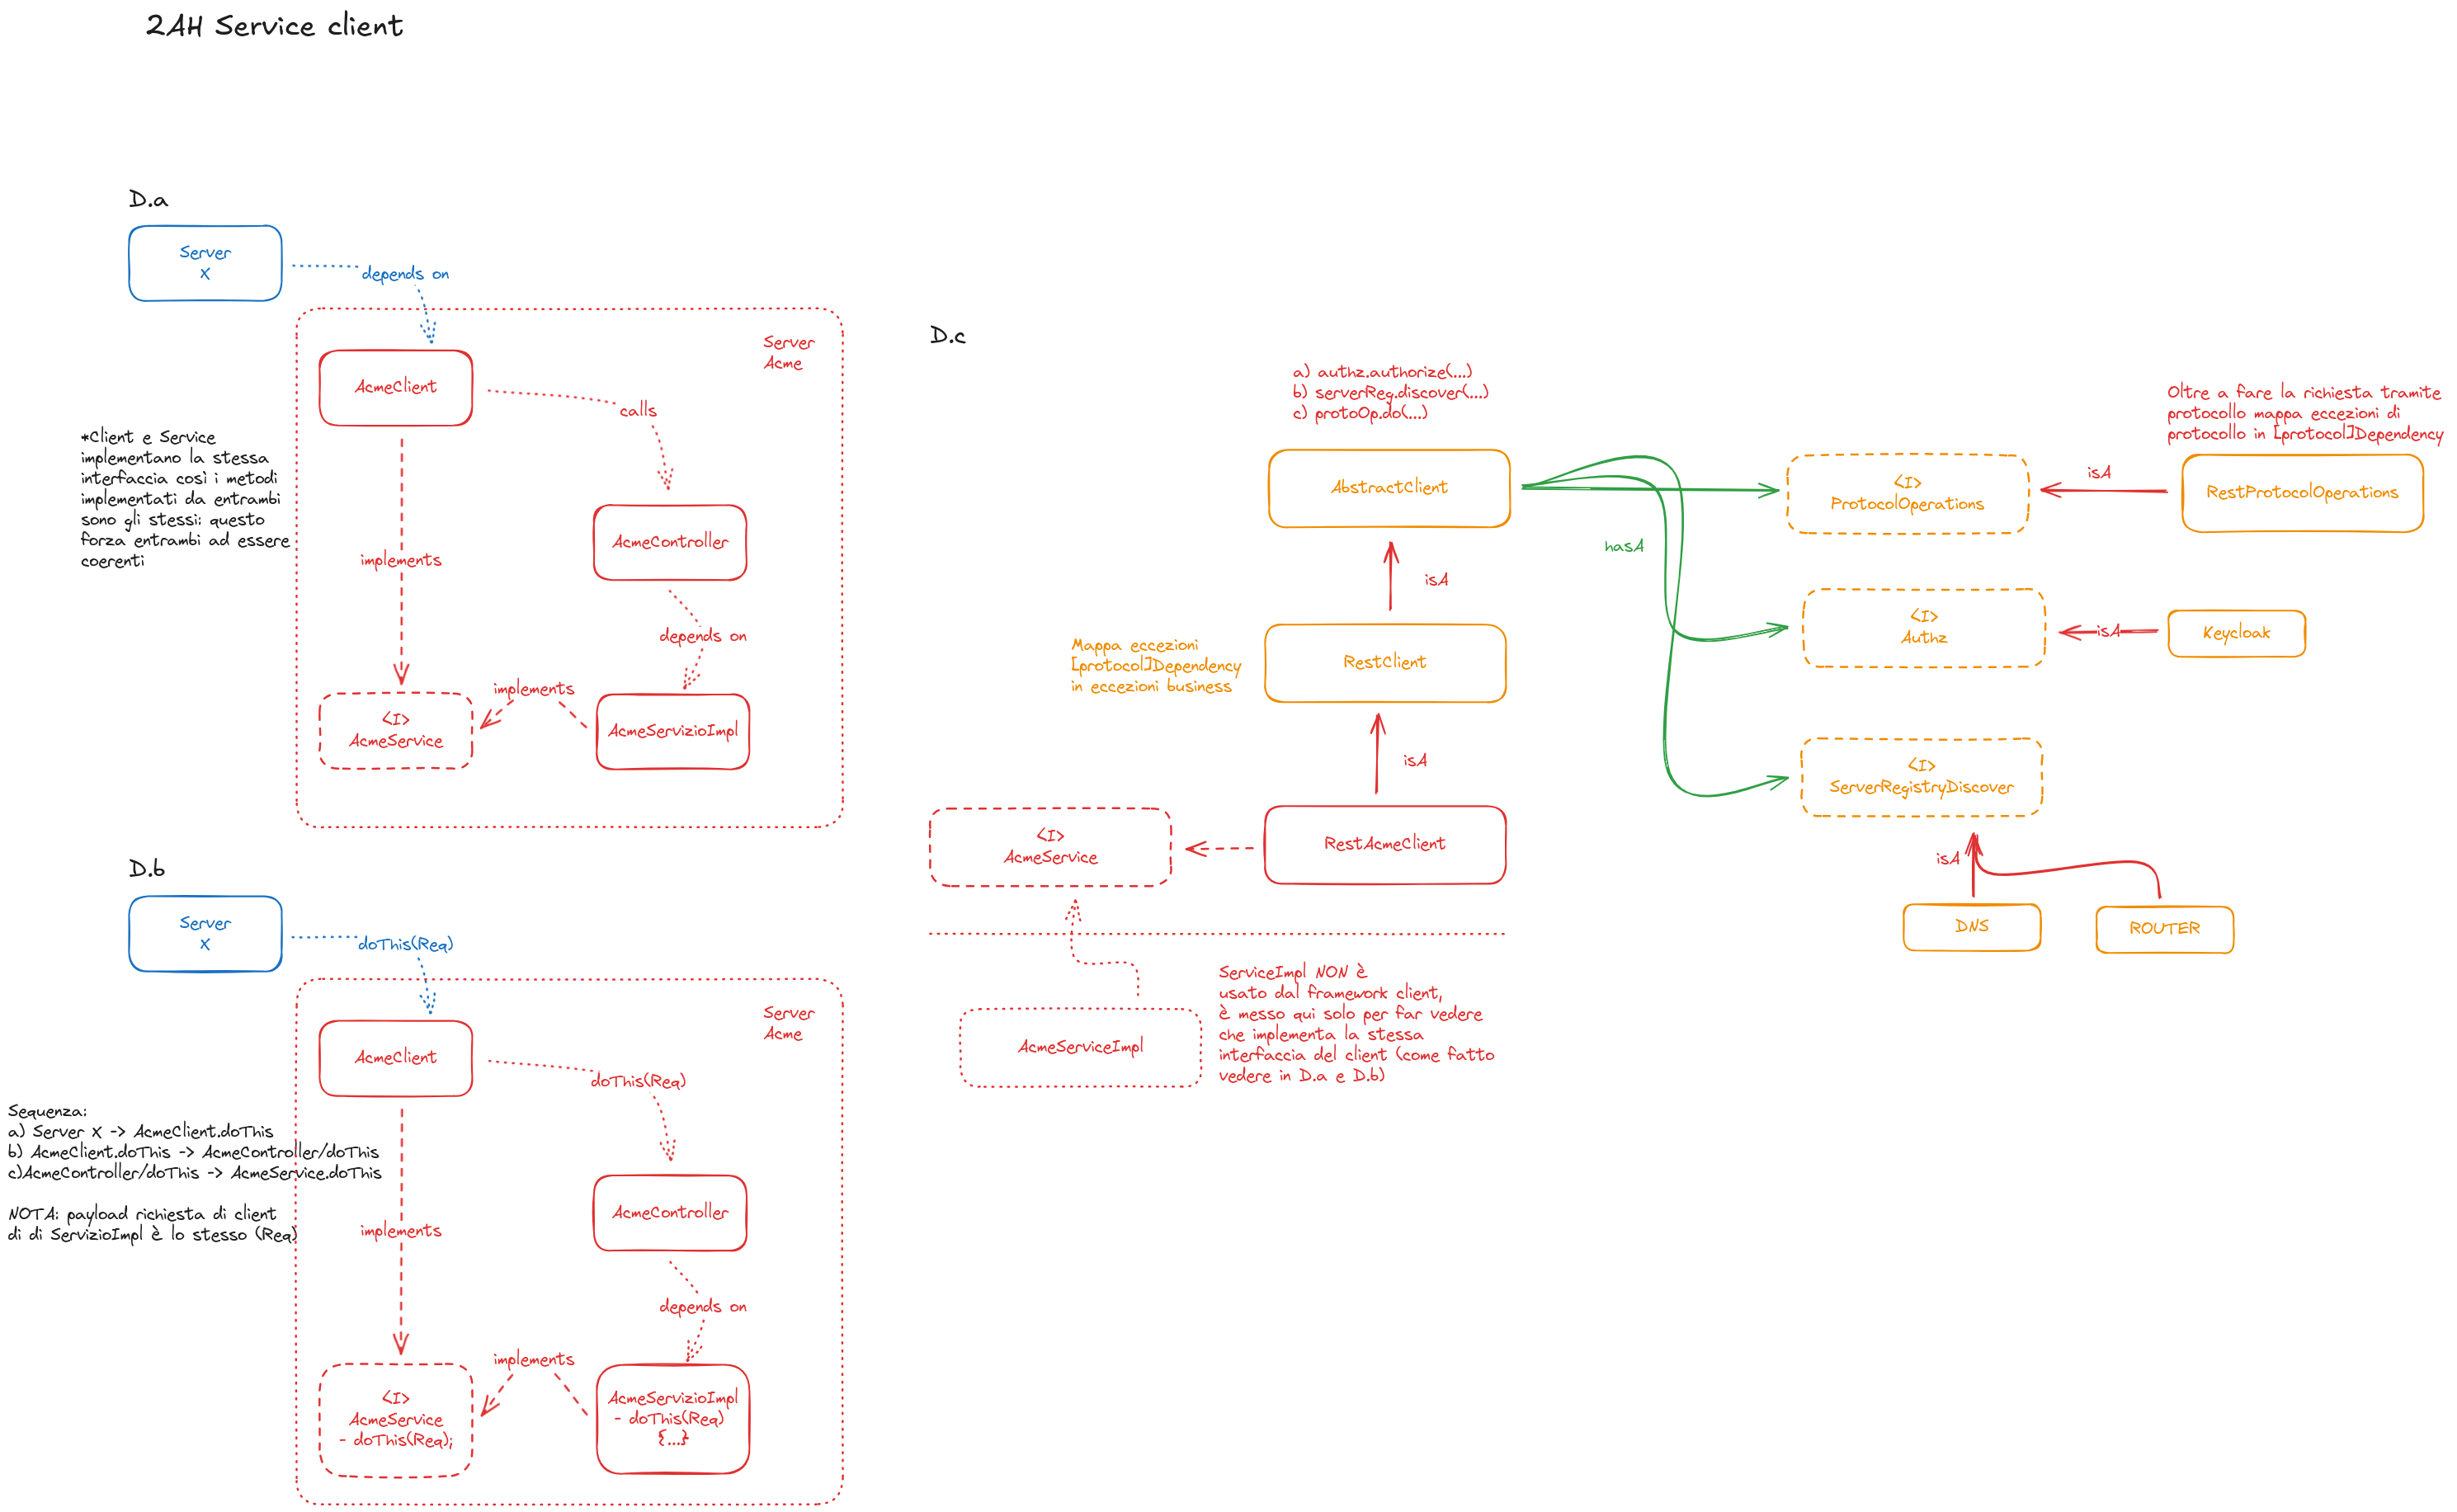 2AH Service client
D.a
Server
X
depends on
Server
Acme
AcmeClient
calls
*Client e Service
implementano la stessa
interfaccia così i metodi
implementati da entrambi
sono gli stessi: questo
forza entrambi ad essere
coerenti
AcmeController
implements
depends on
implements
<I>
AcmeService
AcmeServizioImpl
D.b
Server
X
doThis(Req)
Server
Acme
AcmeClient
doThis(Req)
Sequenza:
a) Server X -> AcmeClient.doThis
b) AcmeClient.doThis -> AcmeController/doThis
c)AcmeController/doThis -> AcmeService.doThis
NOTA: payload richiesta di client
di di ServizioImpl è lo stesso (Req)
AcmeController
implements
depends on
implements
<I>
AcmeService
- doThis(Req);
AcmeServizioImpl
- doThis(Req)
{...}
D.c
a) authz.authorize(...)
b) serverReg.discover(...)
c) protoOp.do(...)
AbstractClient
hasA
<I>
ProtocolOperations
isA
Oltre a fare la richiesta tramite
protocollo mappa eccezioni di
protocollo in [protocol]Dependency
RestProtocolOperations
isA
Mappa eccezioni
[protocol]Dependency
in eccezioni business
RestClient
<I>
Authz
isA
Keycloak
isA
<I>
ServerRegistryDiscover
isA
DNS
ROUTER
<I>
AcmeService
RestAcmeClient
AcmeServiceImpl
ServiceImpl NON è
usato dal framework client,
è messo qui solo per far vedere
che implementa la stessa
interfaccia del client (come fatto
vedere in D.a e D.b)